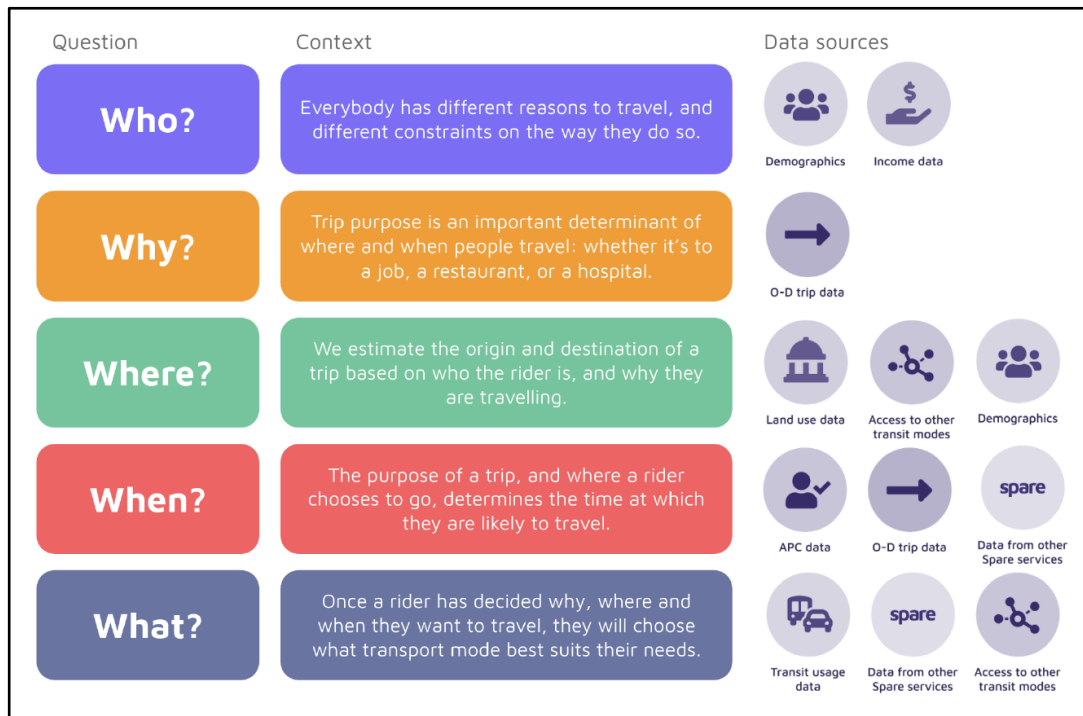 Question
Context
Data sources
Who?
Everybody has different reasons to travel, and
different constraints on the way they do so.
$
Demographics
Income data
Why?
Trip purpose is an important determinant of
where and when people travel: whether it's to
a job, a restaurant, or a hospital.
O-D trip data
Where?
We estimate the origin and destination of a
trip based on who the rider is, and why they
are travelling.
Land use data
Access to other
transit modes
Demographics
When?
The purpose of a trip, and where a rider
chooses to go, determines the time at which
they are likely to travel.
APC data
O-D trip data
spare
Data from other
Spare services
What?
Once a rider has decided why, where and
when they want to travel, they will choose
what transport mode best suits their needs.
Transit usage
data
spare
Data from other
Spare services
Access to other
transit modes